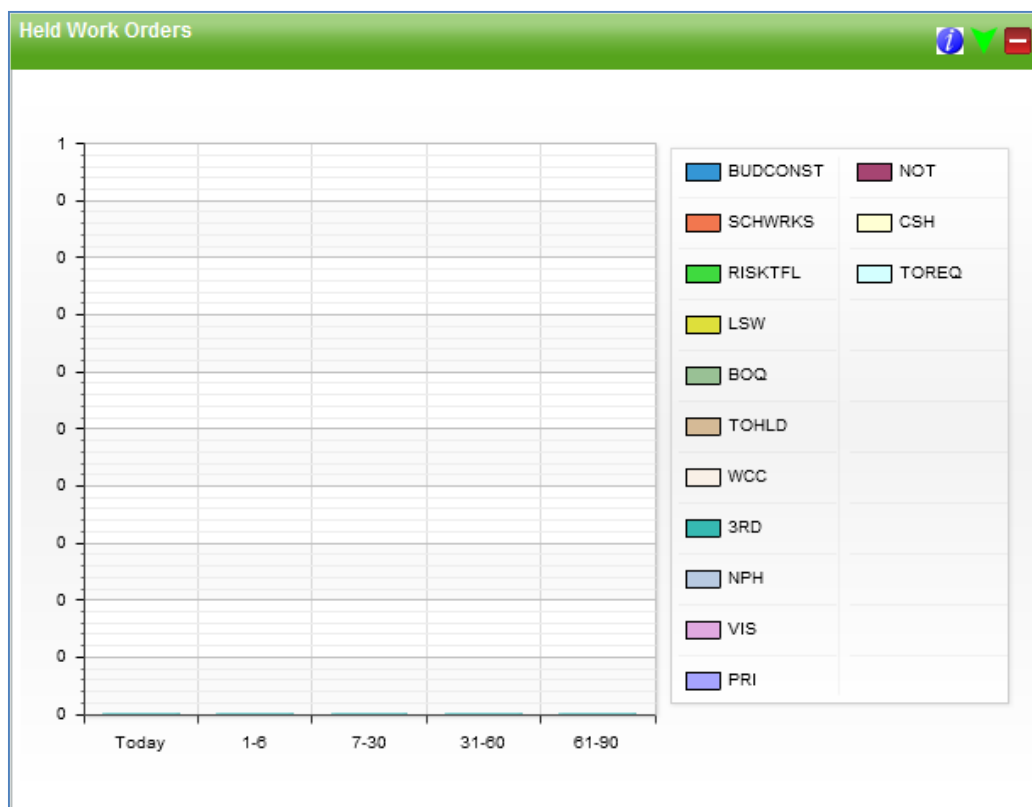 Held Work Orders
i
1
0
0
0
0
0
0
0
0
0
0
Today 1-6 7-30 31-60 61-90
BUDCONST NOT
SCHWRKS CSH
RISKTFL TOREQ
LSW
BOQ
TOHLD
WCC
3RD
NPH
VIS
PRI